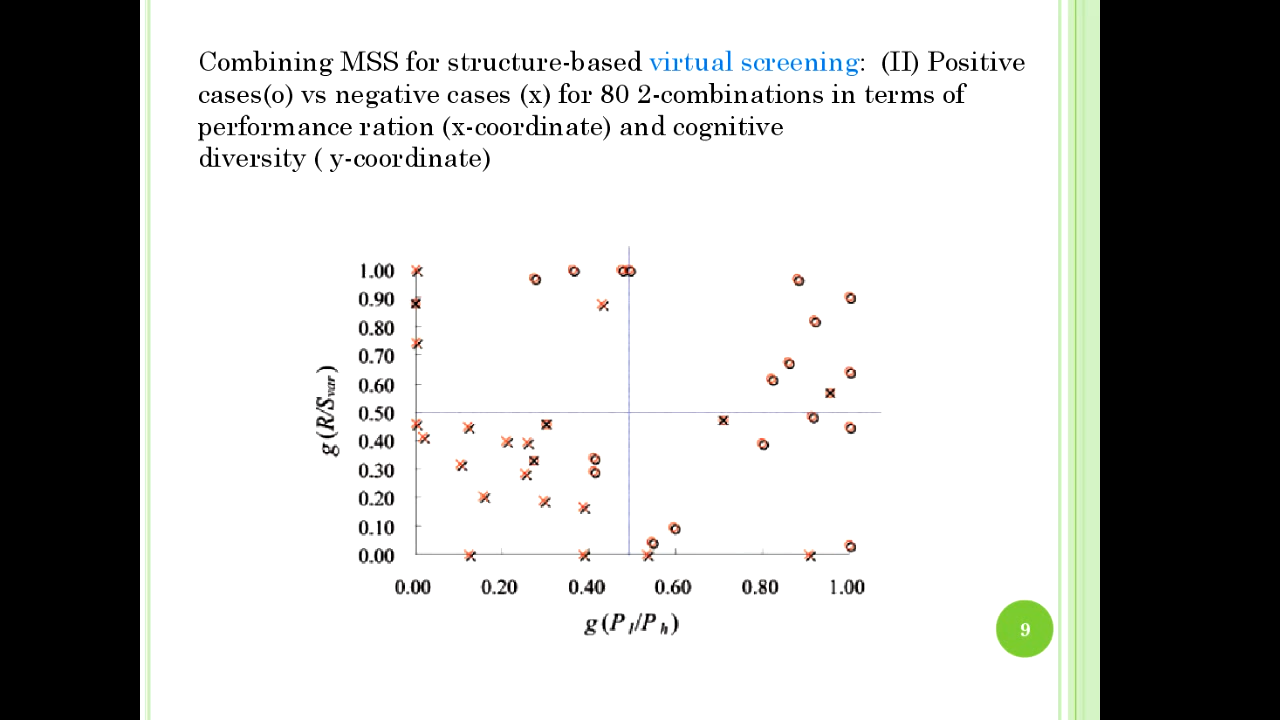 Combining MSS for structure-based virtual screening:  (II) Positive
cases(o) vs negative cases (x) for 80 2-combinations in terms of
performance ration (x-coordinate) and cognitive
diversity ( y-coordinate)
1.00
0.90
0.80
0.70
0.60
0.50
0.40
0.30
0.20
0.10
0.00
g (R/Svar)
0.00 0.20 0.40 0.60 0.80 1.00
g (P l/P h)
9